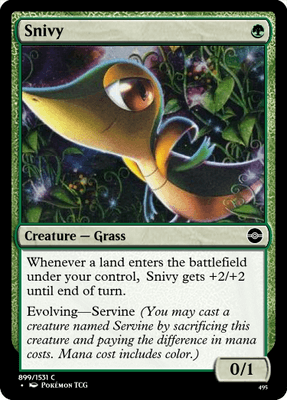 Snivy
Creature — Grass
Whenever a land enters the battlefield
under your control, Snivy gets +2/+2
until end of turn.
Evolving—Servine (You may cast a
creature named Servine by sacrificing this
creature and paying the difference in mana
costs. Mana cost includes color.)
0/1
899/1531 C
• Pokémon TCG
495